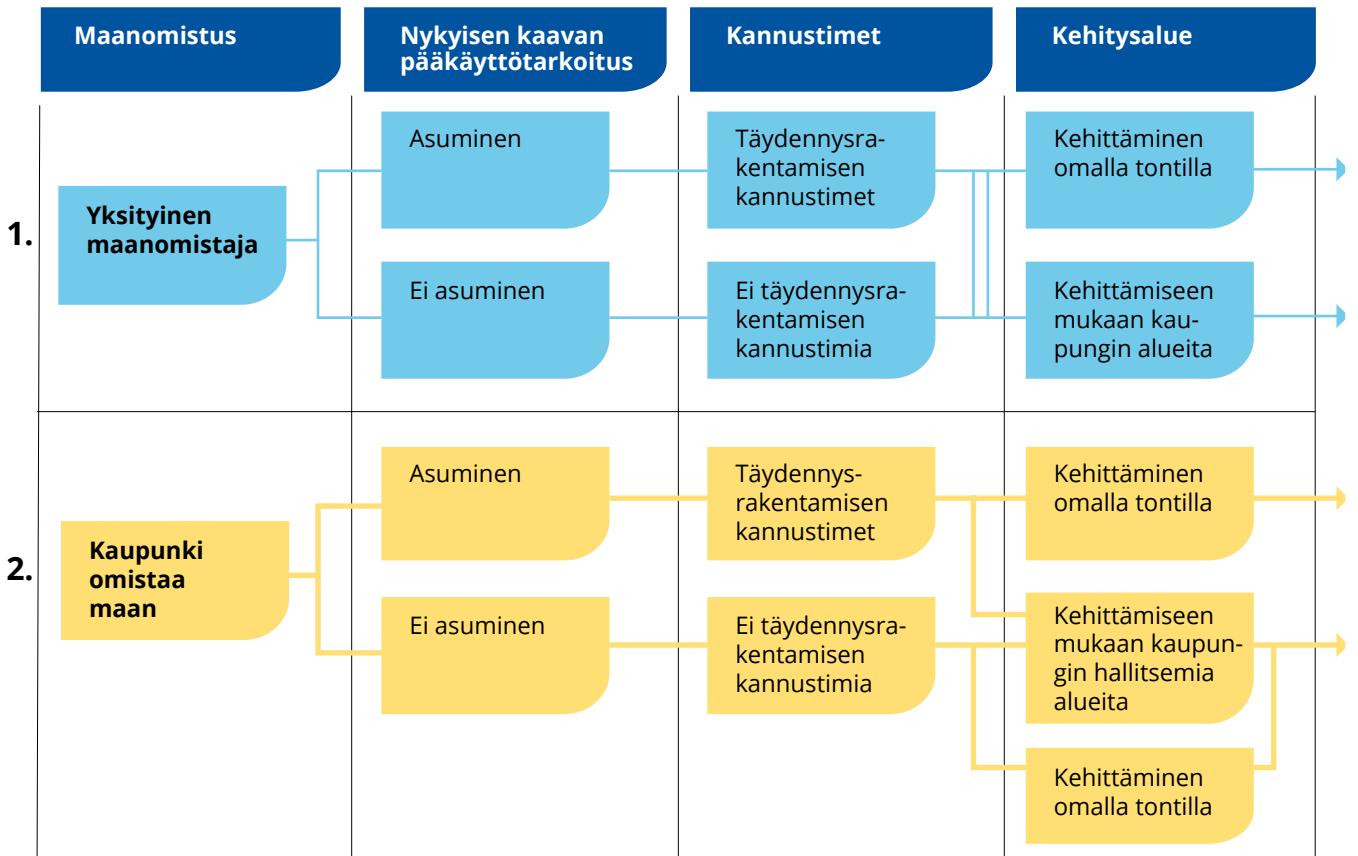 Maanomistus
Nykyisen kaavan
pääkäyttötarkoitus
Kannustimet
Kehitysalue
1.
Yksityinen
maanomistaja
Asuminen
Täydennysra-
kentamisen
kannustimet
Kehittäminen
omalla tontilla
Ei asuminen
Ei täydennysra-
kentamisen
kannustimia
Kehittämiseen
mukaan kau-
pungin alueita
2.
Kaupunki
omistaa
maan
Asuminen
Täydennys-
rakentamisen
kannustimet
Kehittäminen
omalla tontilla
Ei asuminen
Ei täydennysra-
kentamisen
kannustimia
Kehittämiseen
mukaan kaupun-
gin hallitsemia
alueita
Kehittäminen
omalla tontilla